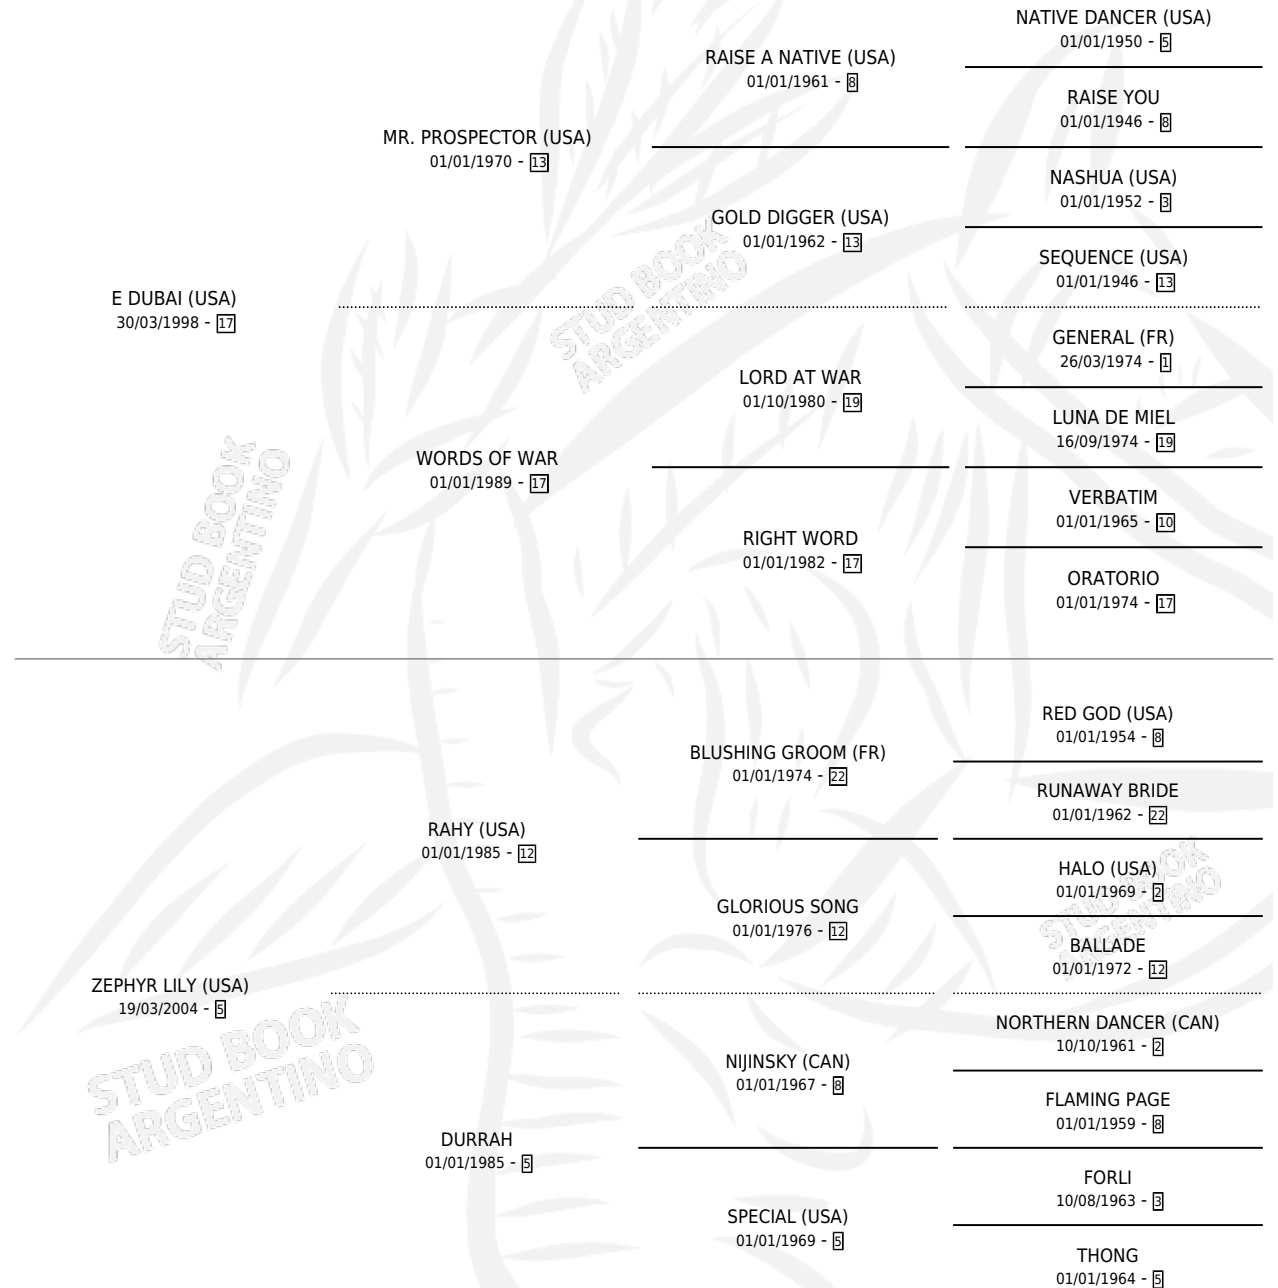 NATIVE DANCER (USA)
01/01/1950 - 5
RAISE A NATIVE (USA)
01/01/1961 - 8
RAISE YOU
01/01/1946 - 8
MR. PROSPECTOR (USA)
01/01/1970 - 13
NASHUA (USA)
01/01/1952 - 3
GOLD DIGGER (USA)
01/01/1962 - 13
SEQUENCE (USA)
01/01/1946 - 13
E DUBAI (USA)
30/03/1998 - 17
GENERAL (FR)
26/03/1974 - 1
LORD AT WAR
01/10/1980 - 19
LUNA DE MIEL
16/09/1974 - 19
WORDS OF WAR
01/01/1989 - 17
VERBATIM
01/01/1965 - 10
RIGHT WORD
01/01/1982 - 17
ORATORIO
01/01/1974 - 17
RED GOD (USA)
01/01/1954 - 8
BLUSHING GROOM (FR)
01/01/1974 - 22
RUNAWAY BRIDE
01/01/1962 - 22
RAHY (USA)
01/01/1985 - 12
HALO (USA)
01/01/1969 - 2
GLORIOUS SONG
01/01/1976 - 12
BALLADE
01/01/1972 - 12
ZEPHYR LILY (USA)
19/03/2004 - 5
NORTHERN DANCER (CAN)
10/10/1961 - 2
NIJINSKY (CAN)
01/01/1967 - 8
FLAMING PAGE
01/01/1959 - 8
DURRAH
01/01/1985 - 5
FORLI
10/08/1963 - 3
SPECIAL (USA)
01/01/1969 - 5
THONG
01/01/1964 - 5
STUD BOOK
ARGENTINO
STUD BOOK
ARGENTINO
STUD BOOK
ARGENTINO
STUD BOOK
ARGENTINO